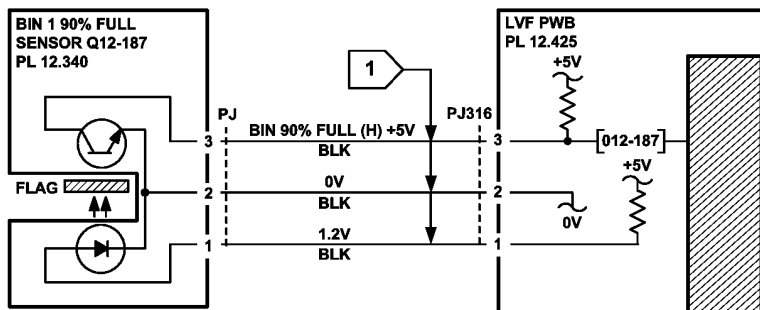 BIN 1 90% FULL
SENSOR Q12-187
PL 12.340
FLAG
PJ
3
2
1
1
BIN 90% FULL (H) +5V
BLK
0V
BLK
1.2V
BLK
PJ316
3
2
1
LVF PWB
PL 12.425
+5V
012-187
+5V
0V